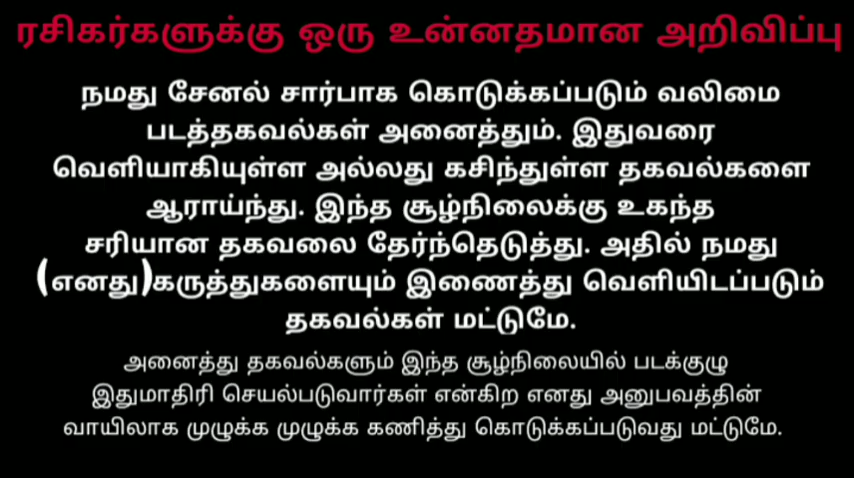 ரசிகர்களுக்கு ஒரு உன்னதமான அறிவிப்பு
நமது சேனல் சார்பாக கொடுக்கப்படும் வலிமை
படத்தகவல்கள் அனைத்தும். இதுவரை
வெளியாகியுள்ள அல்லது கசிந்துள்ள தகவல்களை
ஆராய்ந்து. இந்த சூழ்நிலைக்கு உகந்த
சரியான தகவலை தேர்ந்தெடுத்து. அதில் நமது
(எனது)கருத்துகளையும் இணைத்து வெளியிடப்படும்
தகவல்கள் மட்டுமே.
அனைத்து தகவல்களும் இந்த சூழ்நிலையில் படக்குழு
இதுமாதிரி செயல்படுவார்கள் என்கிற எனது அனுபவத்தின்
வாயிலாக முழுக்க முழுக்க கணித்து கொடுக்கப்படுவது மட்டுமே.